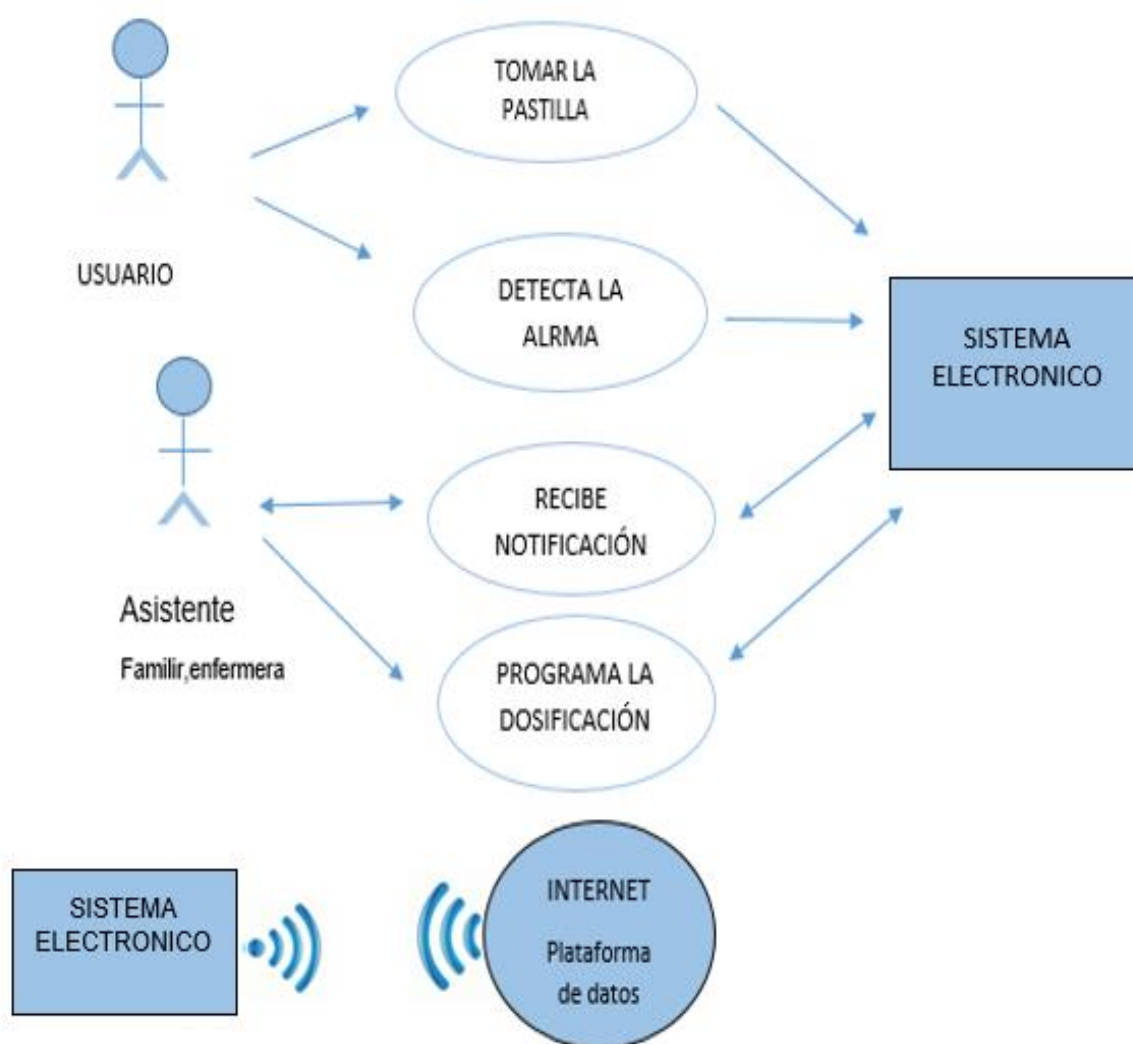 TOMAR LA
PASTILLA
USUARIO
DETECTA LA
ALRMA
SISTEMA
ELECTRONICO
RECIBE
NOTIFICACIÓN
Asistente
Familir,enfermera
PROGRAMA LA
DOSIFICACIÓN
SISTEMA
ELECTRONICO
INTERNET
Plataforma
de datos